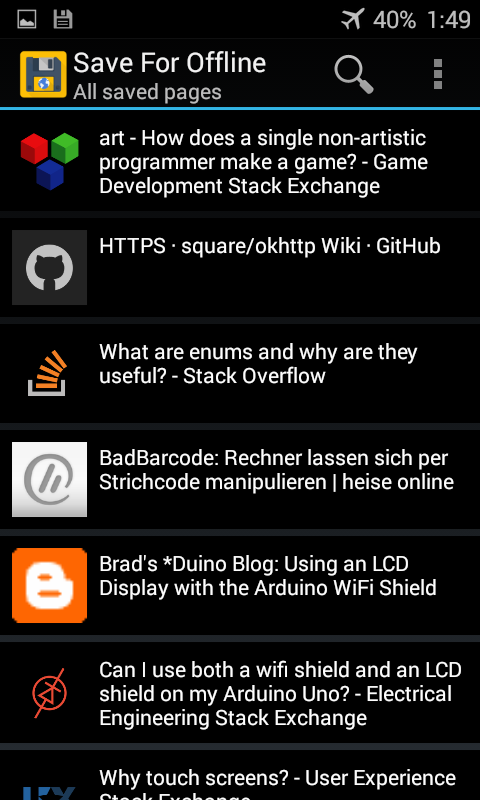 40% 1:49
Save For Offline
All saved pages
art - How does a single non-artistic
programmer make a game? - Game
Development Stack Exchange
HTTPS · square/okhttp Wiki · GitHub
What are enums and why are they
useful? - Stack Overflow
BadBarcode: Rechner lassen sich per
Strichcode manipulieren | heise online
Brad's *Duino Blog: Using an LCD
Display with the Arduino WiFi Shield
Can I use both a wifi shield and an LCD
shield on my Arduino Uno? - Electrical
Engineering Stack Exchange
Why touch screens? - User Experience
Stack Exchange